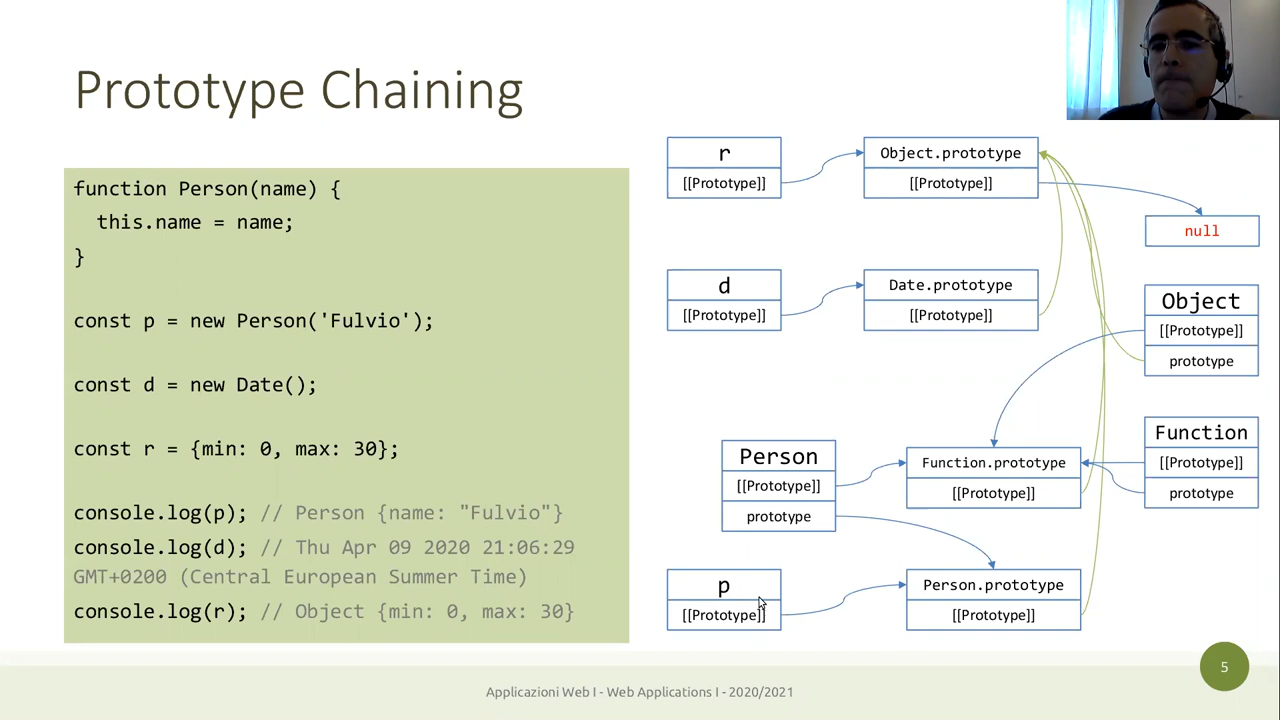 Prototype Chaining
function Person(name) {
this.name = name;
}
const p = new Person('Fulvio');
const d = new Date();
const r = {min: 0, max: 30};
console.log(p); // Person {name: "Fulvio"}
console.log(d); // Thu Apr 09 2020 21:06:29
GMT+0200 (Central European Summer Time)
console.log(r); // Object {min: 0, max: 30}
r
[[Prototype]]
Object.prototype
[[Prototype]]
null
d
[[Prototype]]
Date.prototype
[[Prototype]]
Object
[[Prototype]]
prototype
Person
[[Prototype]]
prototype
Function.prototype
[[Prototype]]
Function
[[Prototype]]
prototype
p
[[Prototype]]
Person.prototype
[[Prototype]]
5
Applicazioni Web I - Web Applications I - 2020/2021